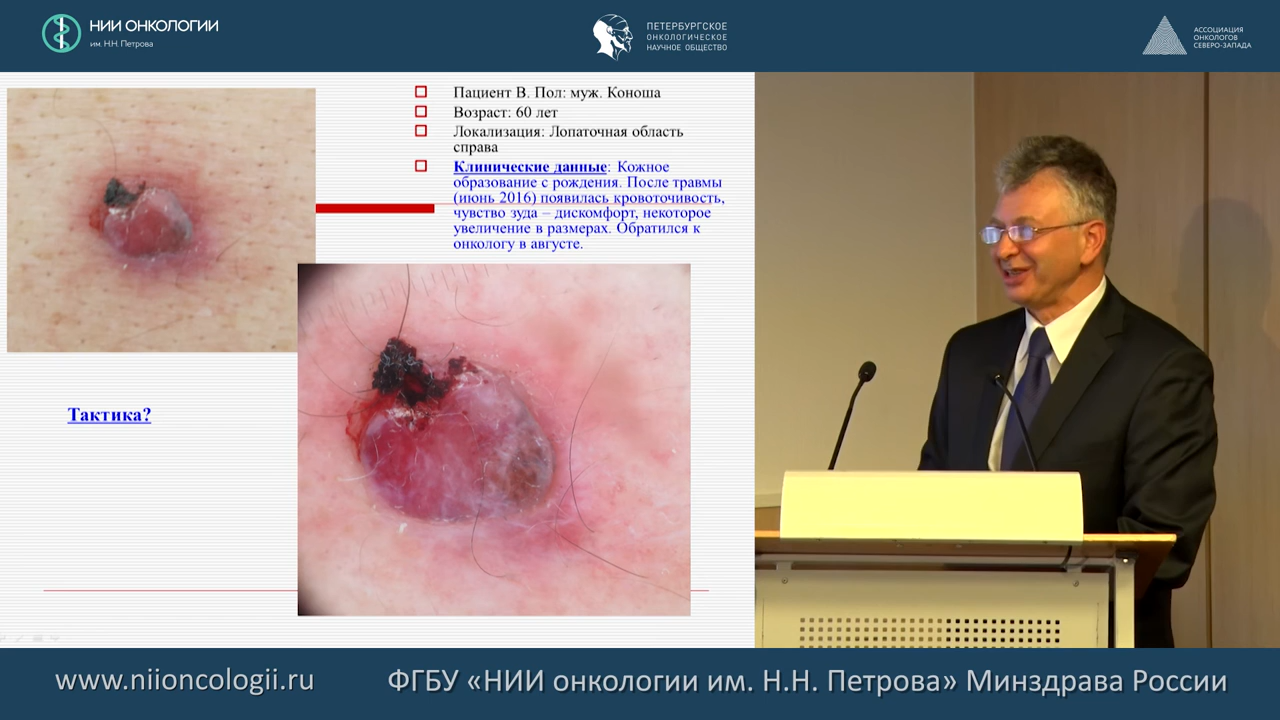 НИИ ОНКОЛОГИИ
им. Н.Н. Петрова
ПЕТЕРБУРГСКОЕ
ОНКОЛОГИЧЕСКОЕ
НАУЧНОЕ ОБЩЕСТВО
АССОЦИАЦИЯ
ОНКОЛОГОВ
СЕВЕРО-ЗАПАДА
Пациент В. Пол: муж. Коноша
Возраст: 60 лет
Локализация: Лопаточная область
справа
Клинические данные: Кожное
образование с рождения. После травмы
(июнь 2016) появилась кровоточивость,
чувство зуда – дискомфорт, некоторое
увеличение в размерах. Обратился к
онкологу в августе.
Тактика?
www.niioncologii.ru
ФГБУ «НИИ онкологии им. Н.Н. Петрова» Минздрава России